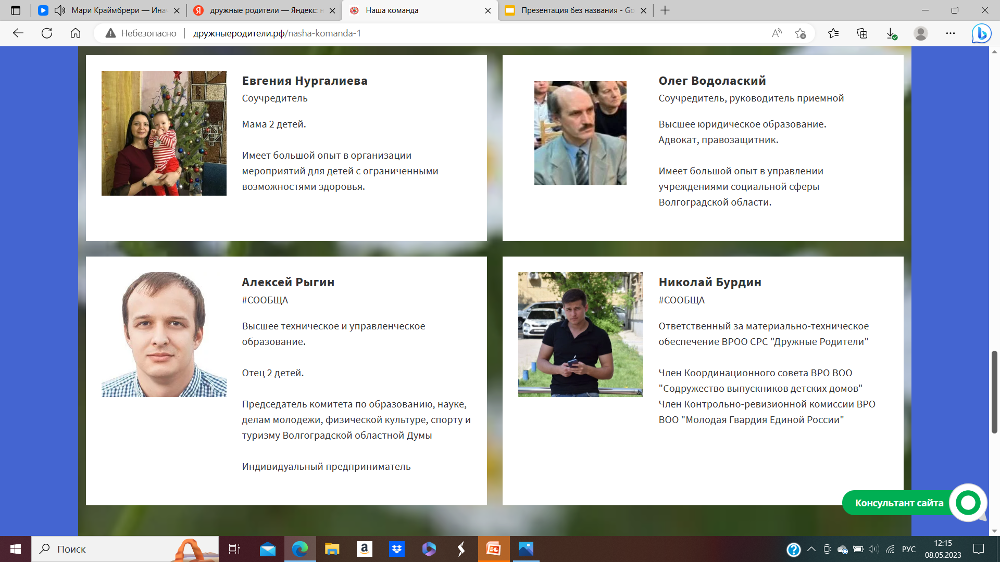 Мари Краймбрери — Ина
дружные родители — Яндекс: н
Наша команда
Презентация без названия - Go
Небезопасно
дружныеродители.рф/nasha-komanda-1
Евгения Нургалиева
Соучредитель
Мама 2 детей.
Имеет большой опыт в организации
мероприятий для детей с ограниченными
возможностями здоровья.
Олег Водолаский
Соучредитель, руководитель приемной
Высшее юридическое образование.
Адвокат, правозащитник.
Имеет большой опыт в управлении
учреждениями социальной сферы
Волгоградской области.
Алексей Рыгин
#СООБЩА
Высшее техническое и управленческое
образование.
Отец 2 детей.
Председатель комитета по образованию, науке,
делам молодежи, физической культуре, спорту и
туризму Волгоградской областной Думы
Индивидуальный предприниматель
Николай Бурдин
#СООБЩА
Ответственный за материально-техническое
обеспечение ВРОО СРС "Дружные Родители"
Член Координационного совета ВРО ВОО
"Содружество выпускников детских домов"
Член Контрольно-ревизионной комиссии ВРО
ВОО "Молодая Гвардия Единой России"
Консультант сайта
Поиск
РУС
12:15
08.05.2023